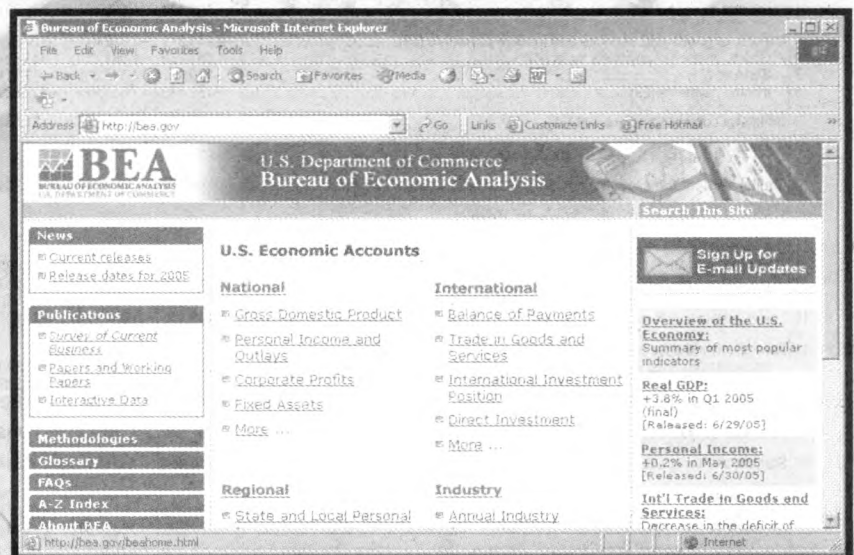 Bureau of Economic Analysis - Microsoft Internet Explorer
File Edit View Favorites Tools Help
Back Search Favorites Media
Address http://bea.gov Go Links Customize Links Free Hotmail
BEA
BUREAU OF ECONOMIC ANALYSIS
U.S. DEPARTMENT OF COMMERCE
U.S. Department of Commerce
Bureau of Economic Analysis
Search This Site
News
Current releases
Release dates for 2005
Publications
Survey of Current
Business
Papers and Working
Papers
Interactive Data
Methodologies
Glossary
FAQs
A-Z Index
About BEA
U.S. Economic Accounts
National
Gross Domestic Product
Personal Income and
Outlays
Corporate Profits
Fixed Assets
More ...
International
Balance of Payments
Trade in Goods and
Services
International Investment
Position
Direct Investment
More ...
Regional
State and Local Personal
Industry
Annual Industry
Sign Up for
E-mail Updates
Overview of the U.S.
Economy:
Summary of most popular
indicators
Real GDP:
+3.8% in Q1 2005
(final)
[Released: 6/29/05]
Personal Income:
+0.2% in May 2005
[Released: 6/30/05]
Int'l Trade in Goods and
Services:
Decrease in the deficit of
http://bea.gov/beahome.html
Internet